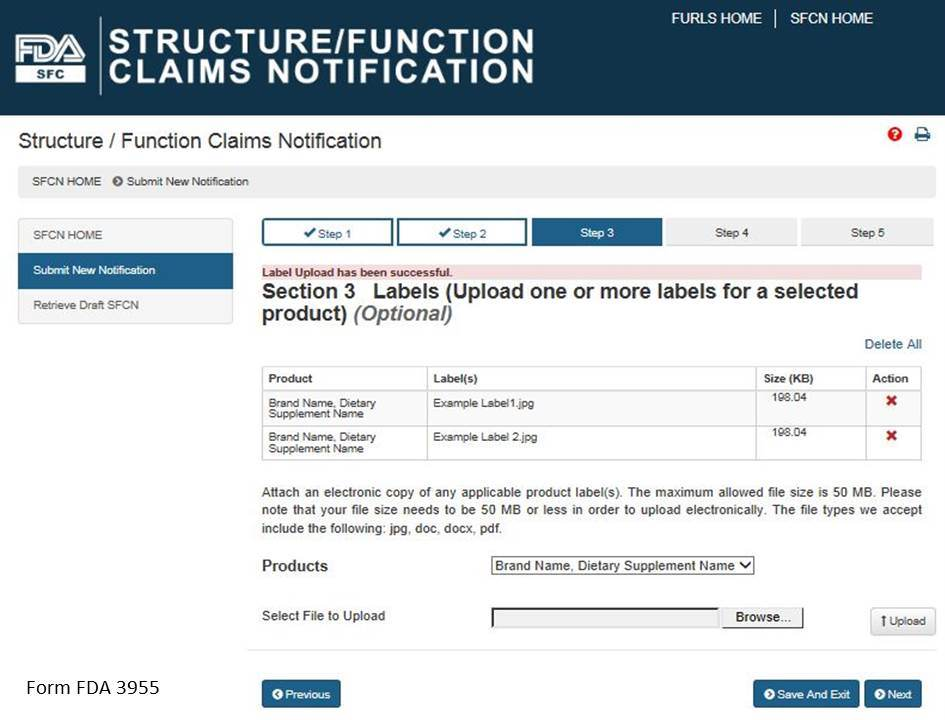 FURLS HOME SFCN HOME
FDA
SFC
STRUCTURE/FUNCTION
CLAIMS NOTIFICATION
Structure / Function Claims Notification
SFCN HOME Submit New Notification
SFCN HOME
Submit New Notification
Retrieve Draft SFCN
Step 1 Step 2 Step 3 Step 4 Step 5
Label Upload has been successful.
Section 3 Labels (Upload one or more labels for a selected
product) (Optional)
Delete All
Product Label(s) Size (KB) Action
Brand Name, Dietary Example Label1.jpg 198.04
Supplement Name
Brand Name, Dietary Example Label 2.jpg 198.04
Supplement Name
Attach an electronic copy of any applicable product label(s). The maximum allowed file size is 50 MB. Please
note that your file size needs to be 50 MB or less in order to upload electronically. The file types we accept
include the following: jpg, doc, docx, pdf.
Products Brand Name, Dietary Supplement Name
Select File to Upload Browse... Upload
Form FDA 3955
Previous Save And Exit Next